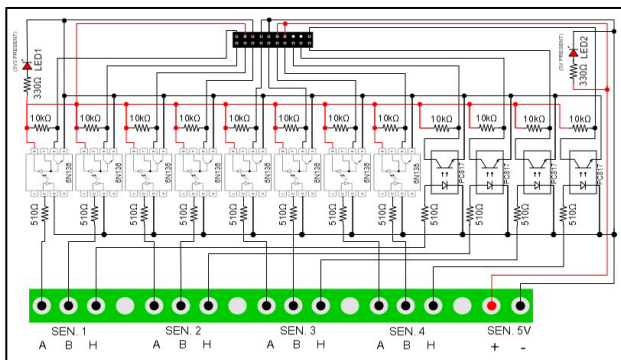 (3V3 PRESENT)
LED1
330Ω
(5V PRESENT)
LED2
330Ω
10kΩ 10kΩ 10kΩ 10kΩ 10kΩ 10kΩ 10kΩ 10kΩ 10kΩ 10kΩ 10kΩ 10kΩ
6N136 6N136 6N136 6N136 6N136 6N136 6N136 6N136 PC817 PC817 PC817 PC817
510Ω 510Ω 510Ω 510Ω 510Ω 510Ω 510Ω 510Ω 510Ω 510Ω 510Ω 510Ω
SEN. 1 SEN. 2 SEN. 3 SEN. 4 SEN. 5V
A B H A B H A B H A B H + -